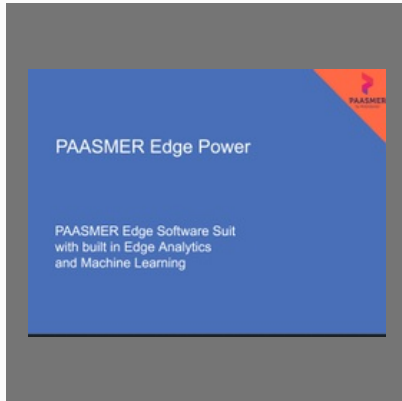 PAASMER
PAASMER Edge Power
PAASMER Edge Software Suit
with built in Edge Analytics
and Machine Learning